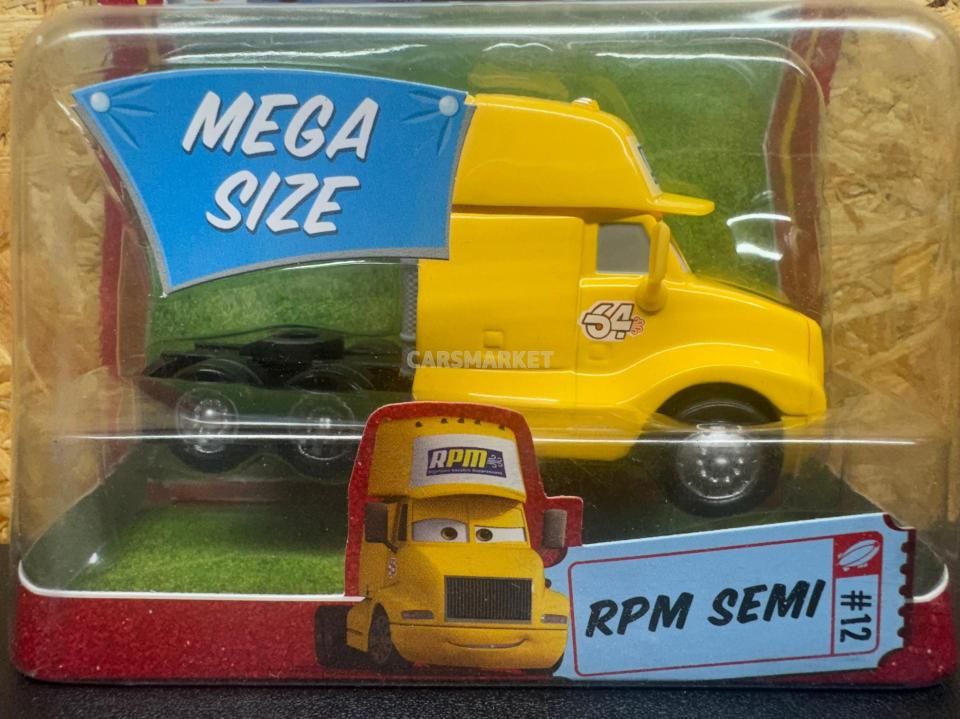 MEGA
SIZE
64
CARSMARKET
RPM
RPM SEMI
#12